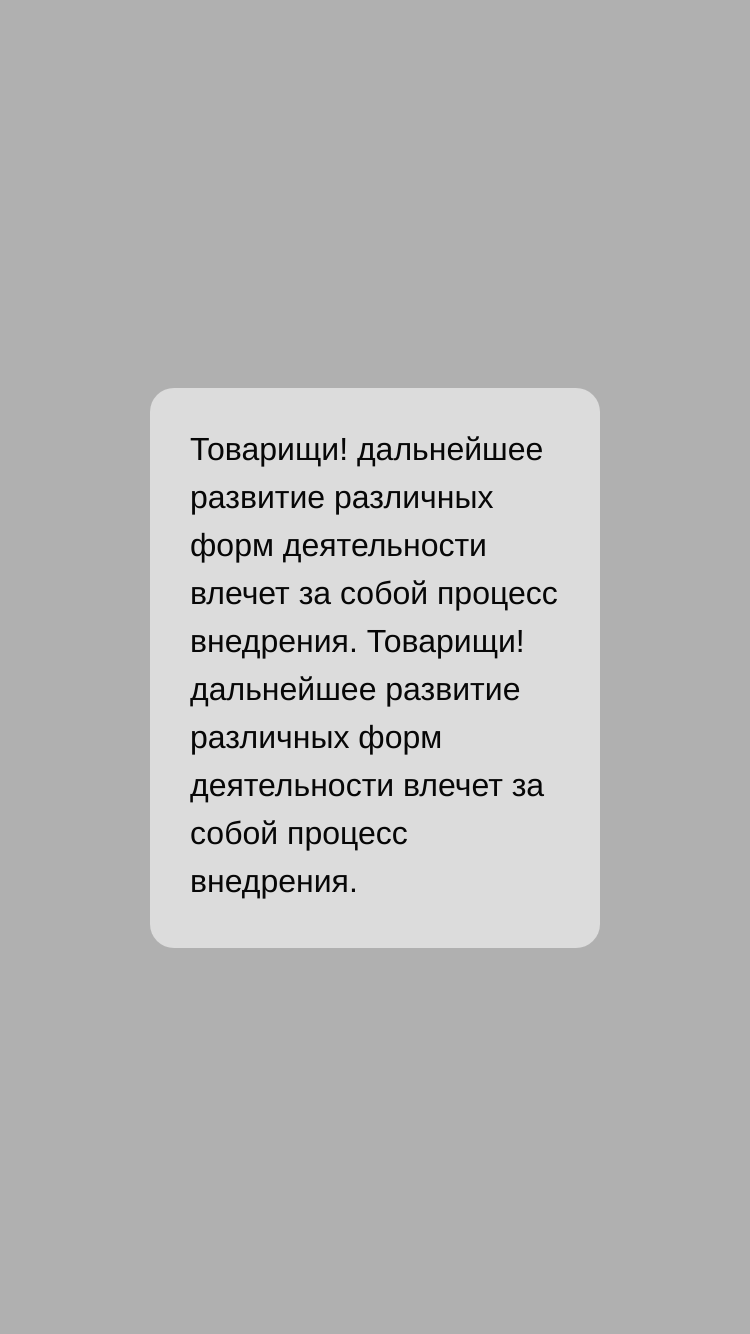 Товарищи! дальнейшее
развитие различных
форм деятельности
влечет за собой процесс
внедрения. Товарищи!
дальнейшее развитие
различных форм
деятельности влечет за
собой процесс
внедрения.